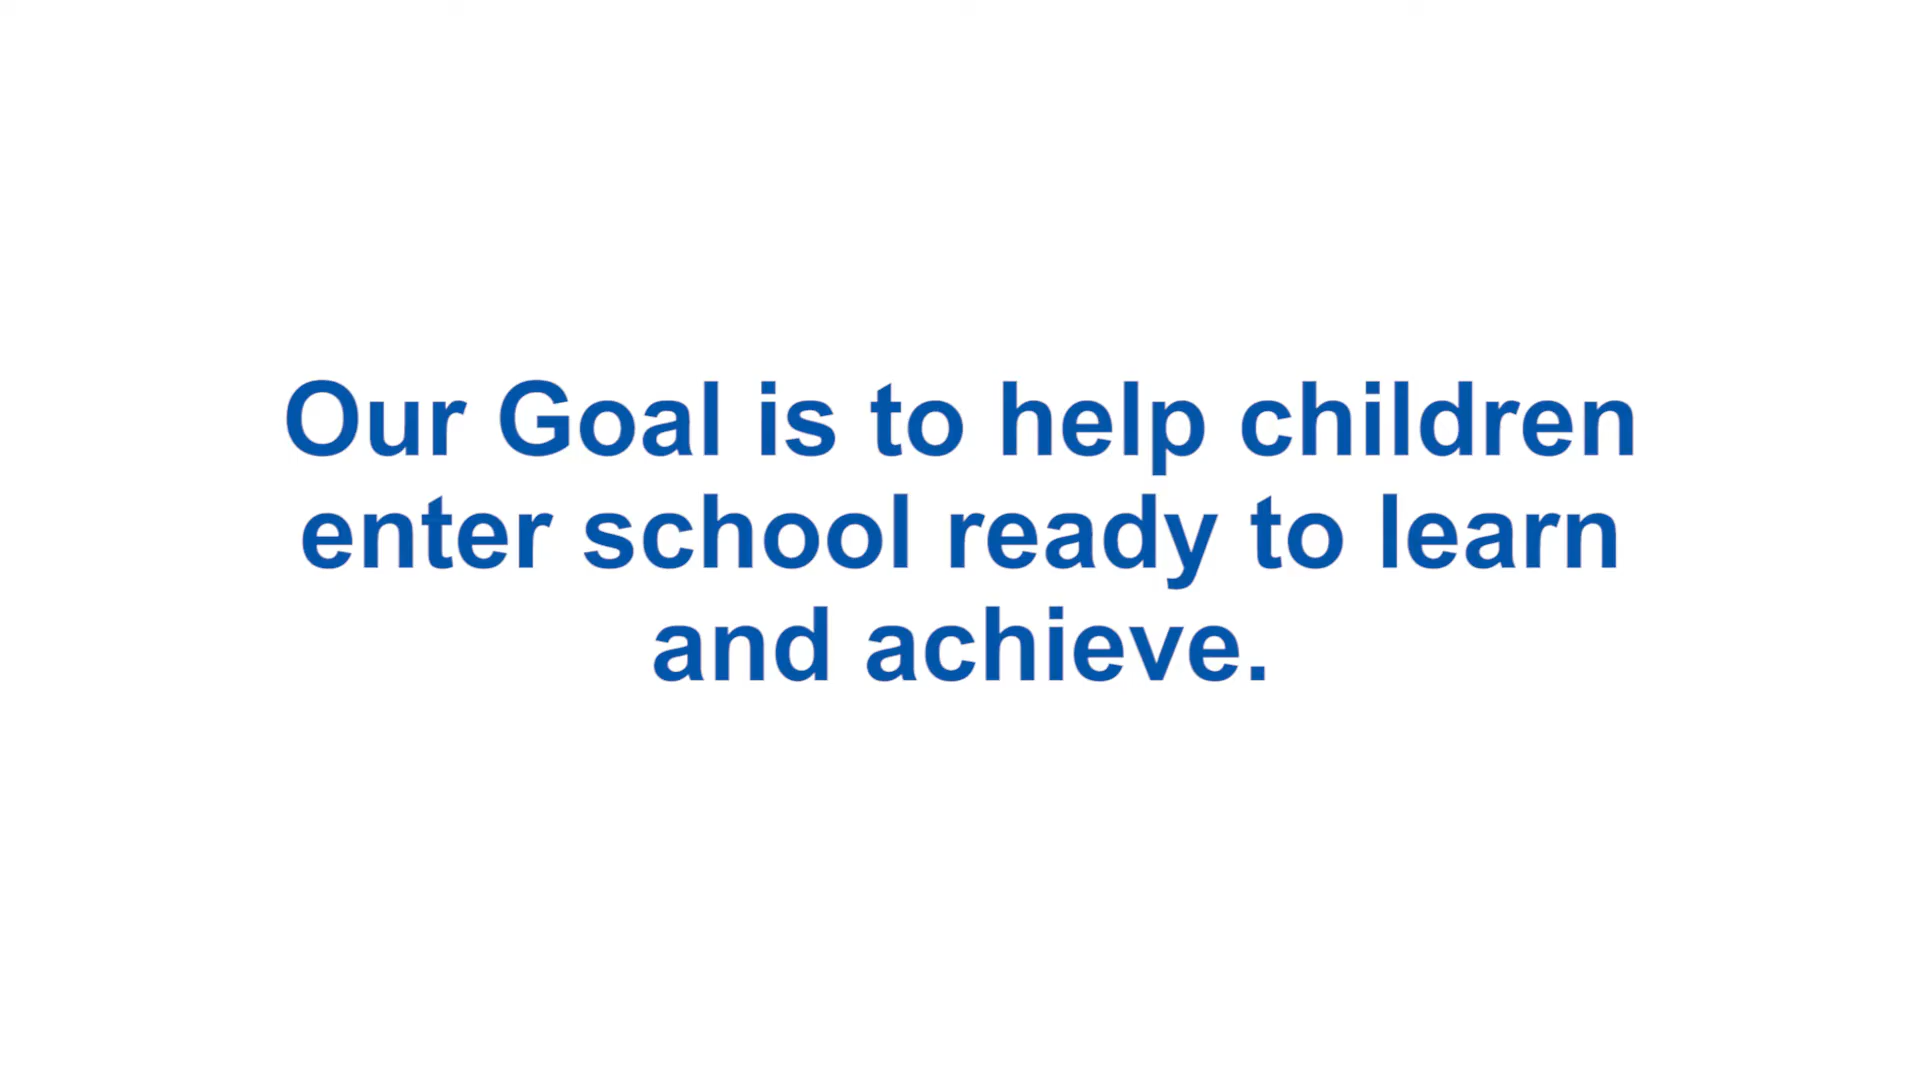 Our Goal is to help children
enter school ready to learn
and achieve.